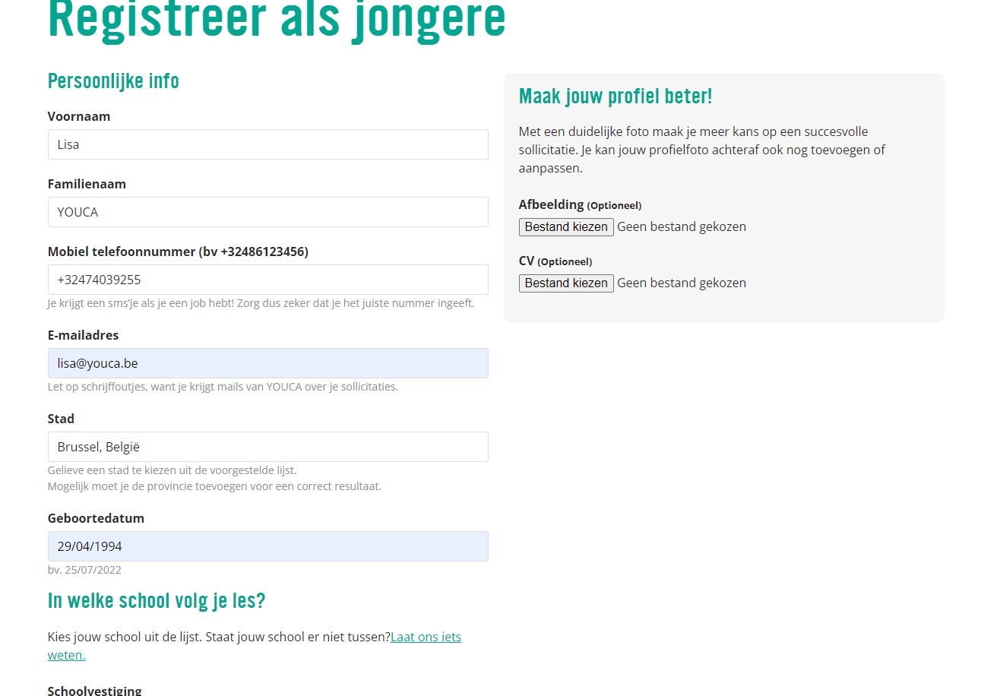 Registreer als jongere
Persoonlijke info
Voornaam
Lisa
Familienaam
YOUCA
Mobiel telefoonnummer (bv +32486123456)
+32474039255
Je krijgt een sms'je als je een job hebt! Zorg dus zeker dat je het juiste nummer ingeeft.
E-mailadres
lisa@youca.be
Let op schrijffoutjes, want je krijgt mails van YOUCA over je sollicitaties.
Stad
Brussel, België
Gelieve een stad te kiezen uit de voorgestelde lijst.
Mogelijk moet je de provincie toevoegen voor een correct resultaat.
Geboortedatum
29/04/1994
bv. 25/07/2022
In welke school volg je les?
Kies jouw school uit de lijst. Staat jouw school er niet tussen?Laat ons iets
weten.
Schoolvestiging
Maak jouw profiel beter!
Met een duidelijke foto maak je meer kans op een succesvolle
sollicitatie. Je kan jouw profielfoto achteraf ook nog toevoegen of
aanpassen.
Afbeelding (Optioneel)
Bestand kiezen Geen bestand gekozen
CV (Optioneel)
Bestand kiezen Geen bestand gekozen